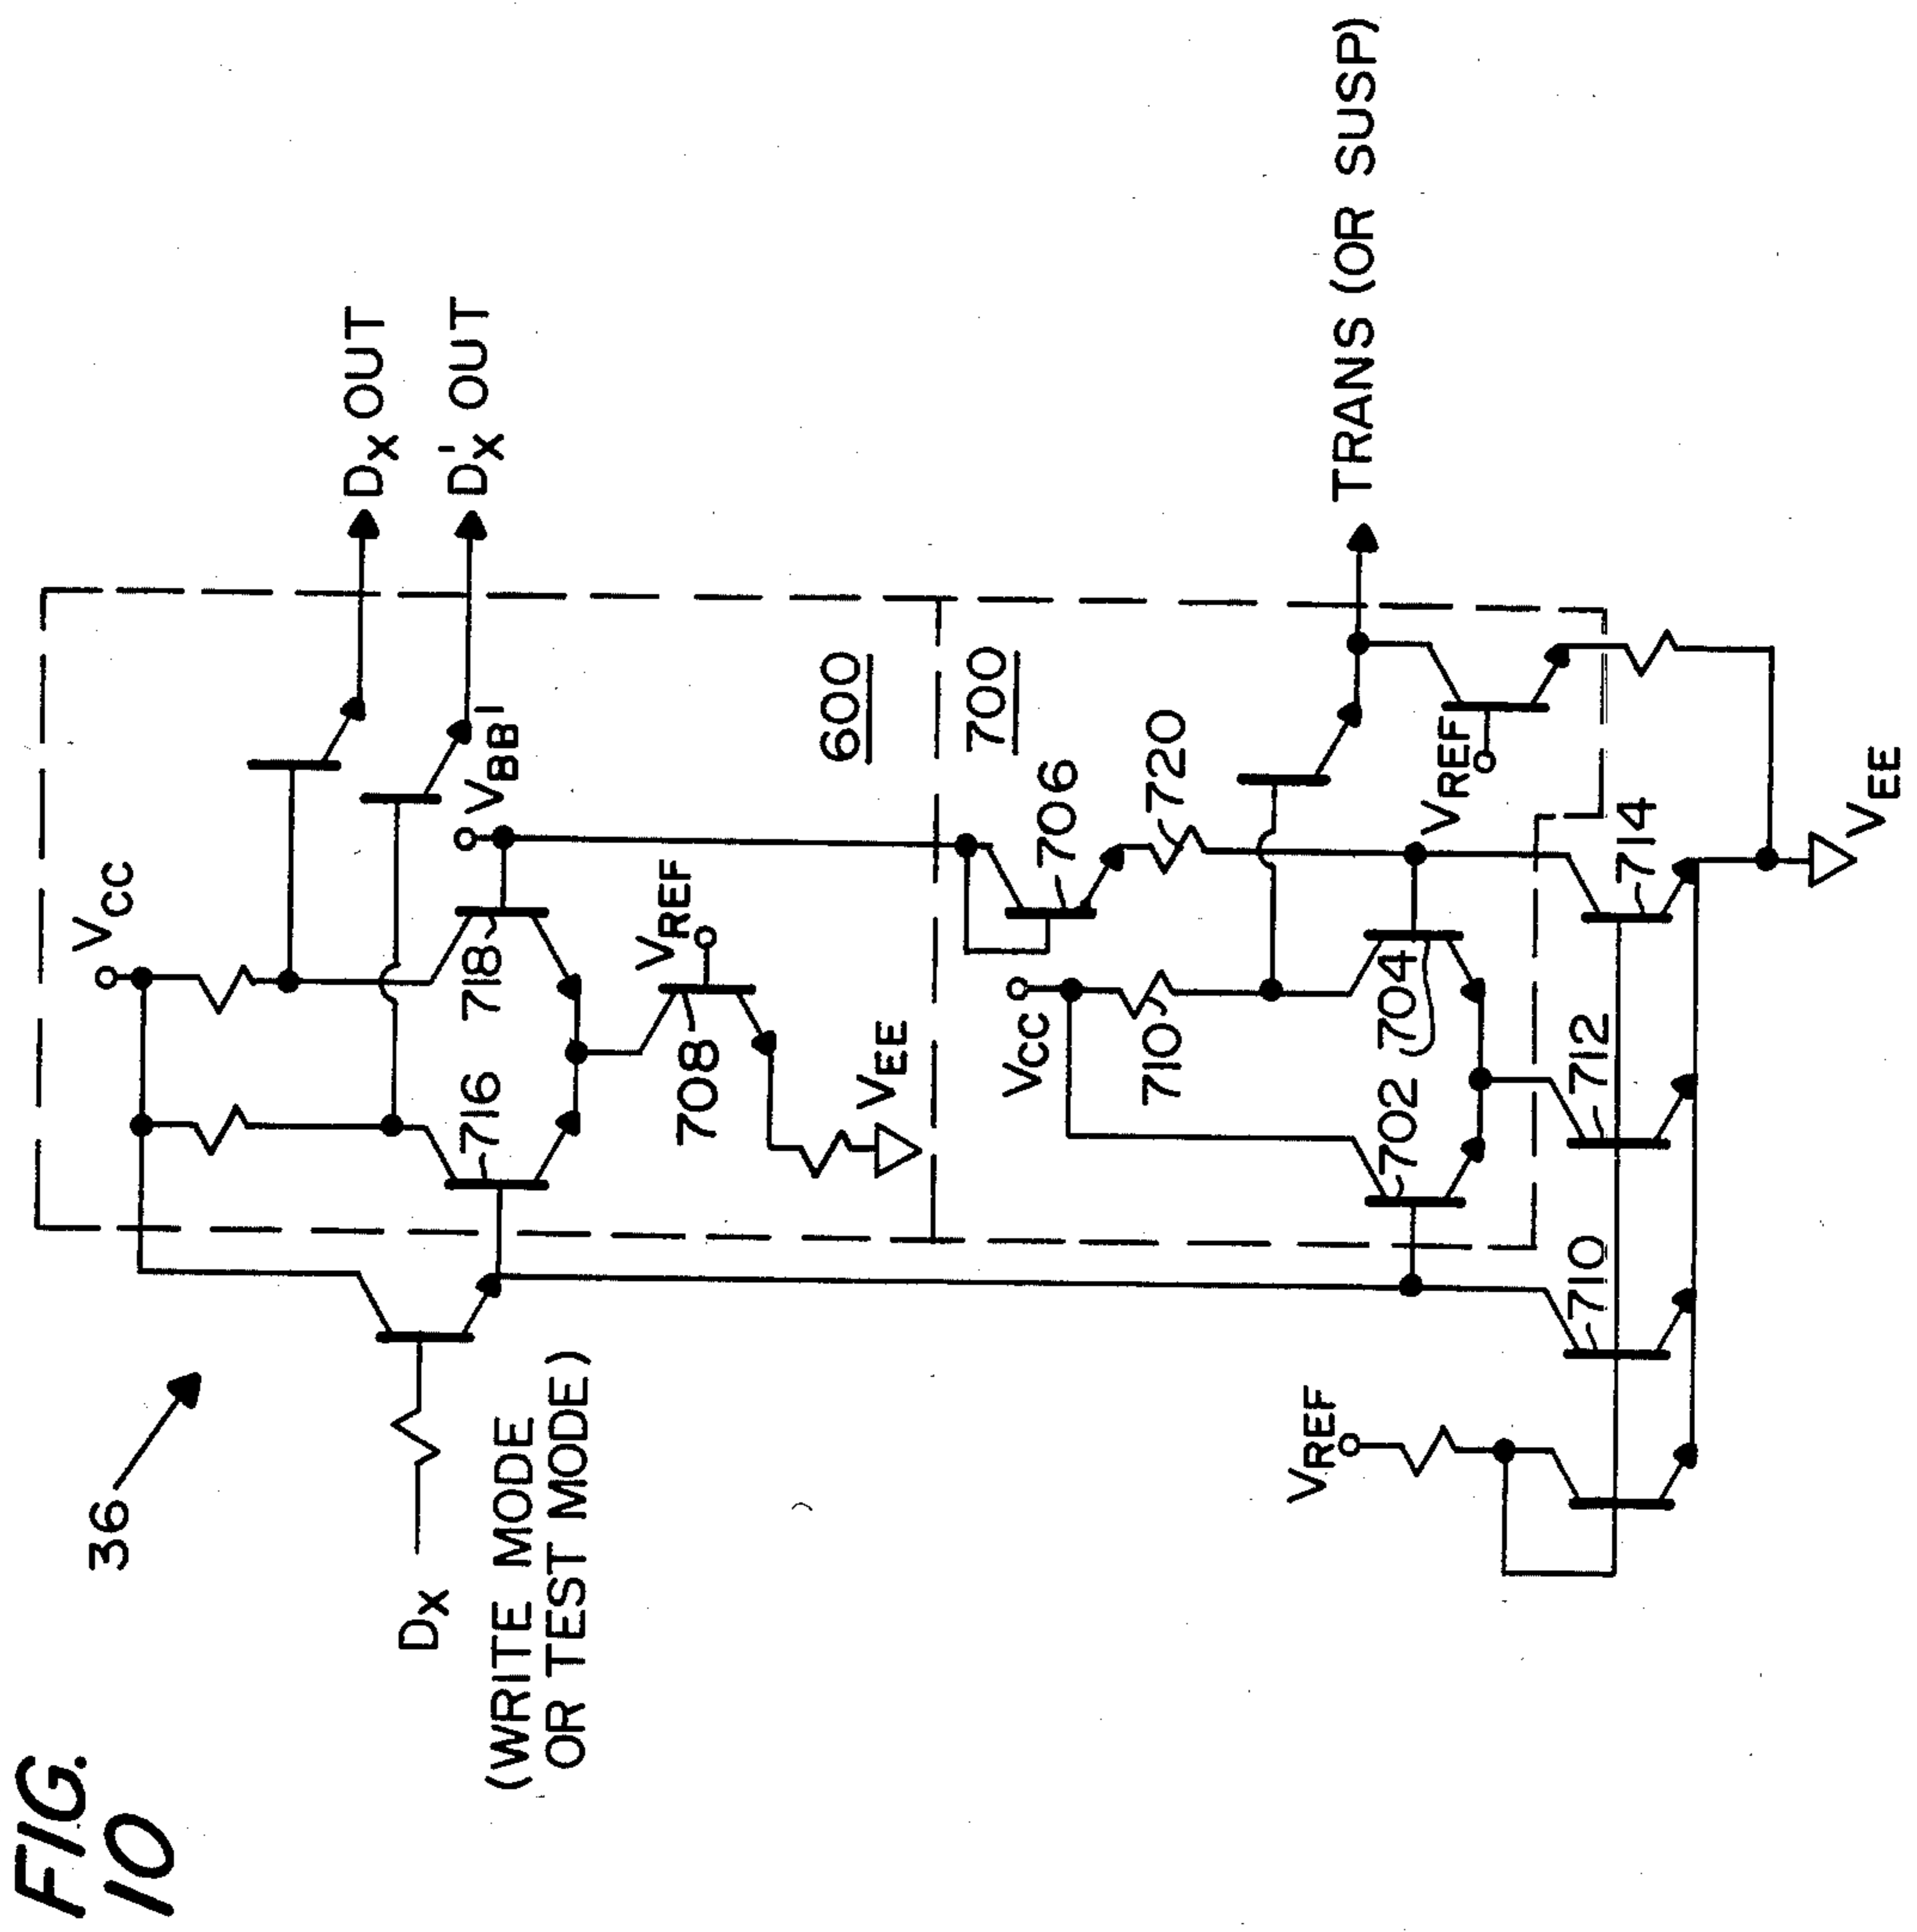 FIG.
10
36
VCC
Dx OUT
Dx' OUT
VBB'
718
716
VREF
708
VEE
600
Dx
(WRITE MODE
OR TEST MODE)
700
706
720
VCC
710
704
702
TRANS (OR SUSP)
VREF
VREF
710
712
714
VEE